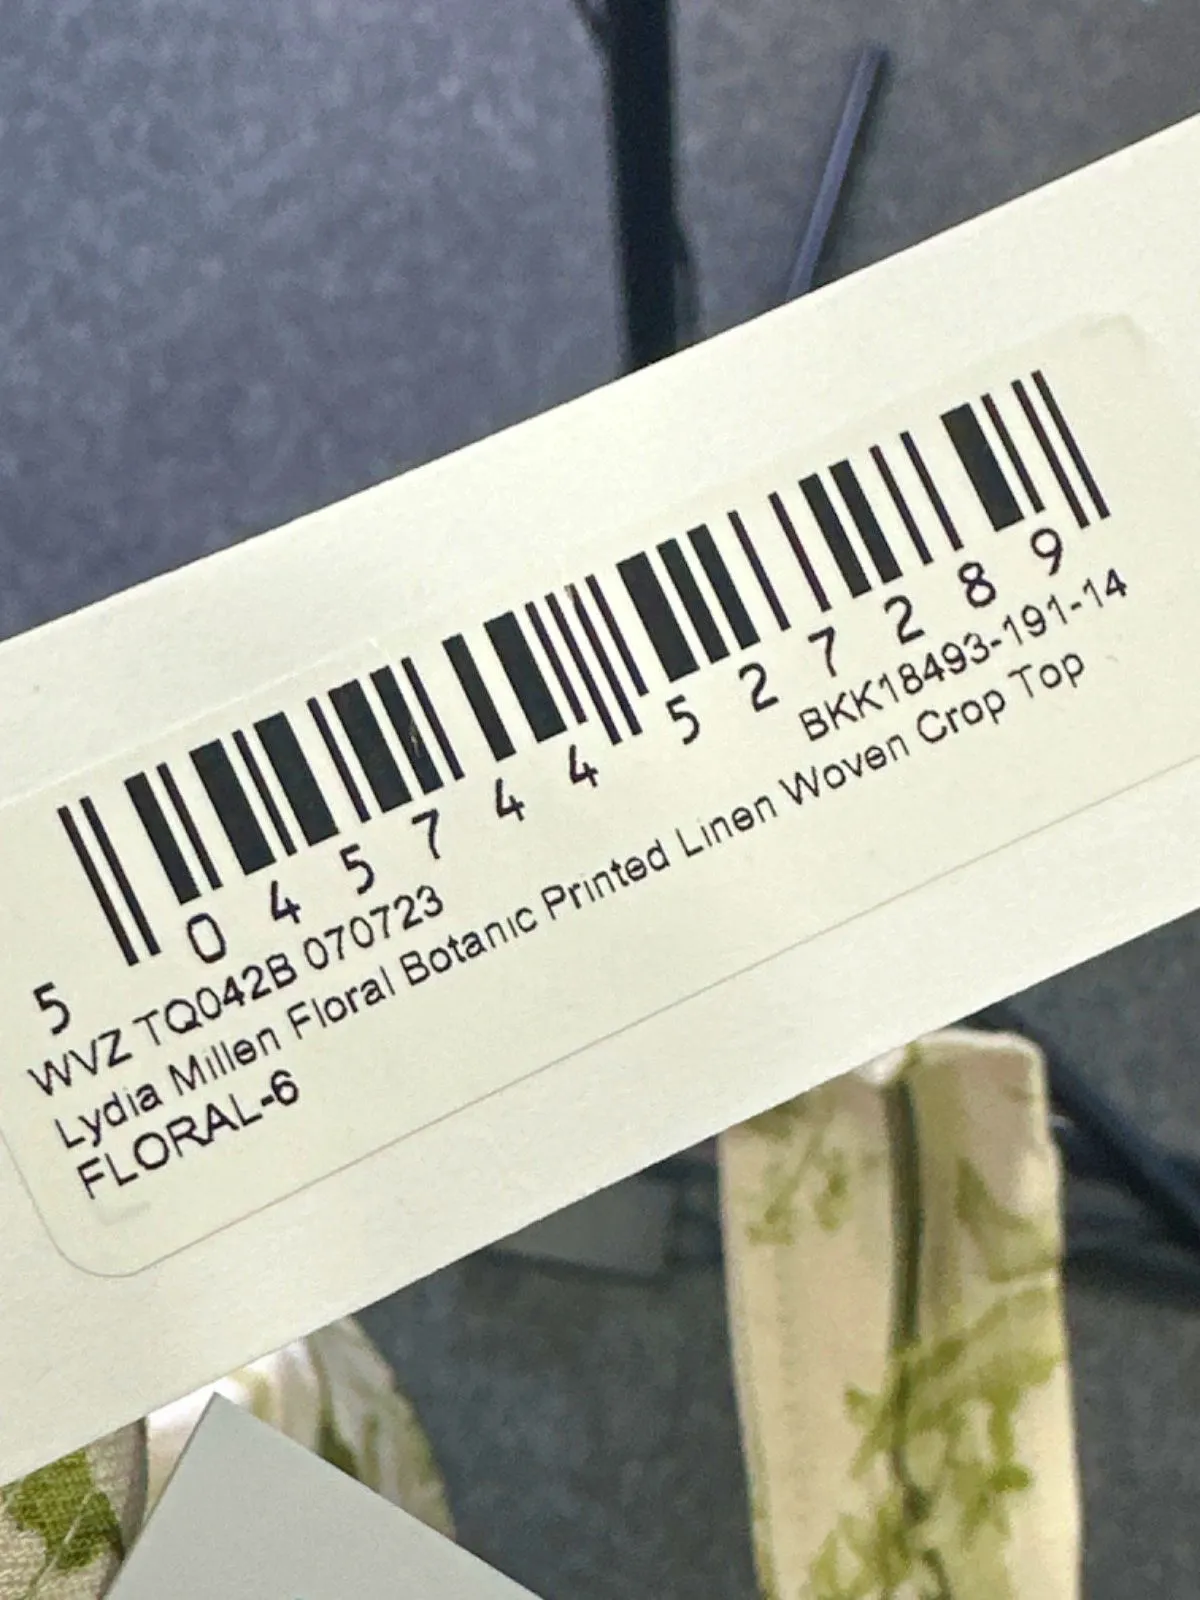 5 045744 527289
WVZ TQ042B 070723 BKK18493-191-14
Lydia Millen Floral Botanic Printed Linen Woven Crop Top
FLORAL-6